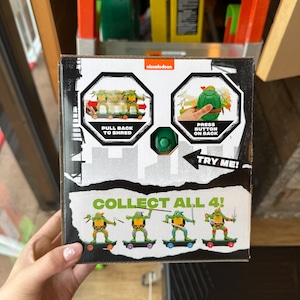 nickelodeon
PULL BACK
TO SHRED
PRESS
BUTTON
ON BACK
TRY ME!
COLLECT ALL 4!